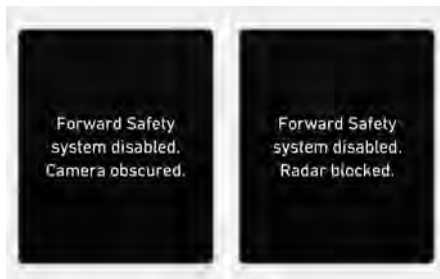 Forward Safety
system disabled.
Camera obscured.
Forward Safety
system disabled.
Radar blocked.